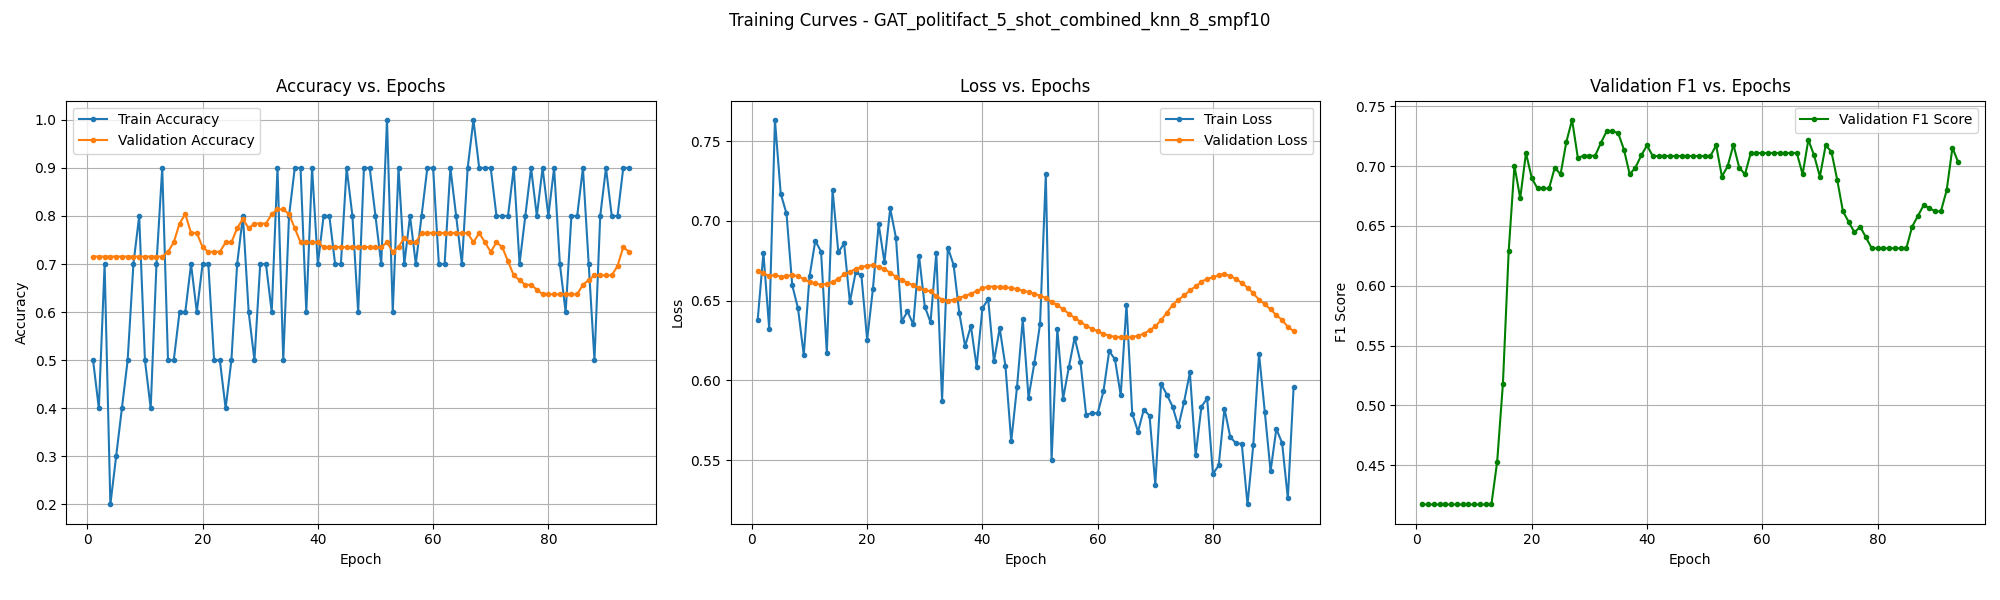 Training Curves - GAT_politifact_5_shot_combined_knn_8_smpf10
Accuracy vs. Epochs
Train Accuracy
Validation Accuracy
1.0
0.9
0.8
0.7
0.6
0.5
0.4
0.3
0.2
Accuracy
0 20 40 60 80
Epoch
Loss vs. Epochs
Train Loss
Validation Loss
0.75
0.70
0.65
0.60
0.55
Loss
0 20 40 60 80
Epoch
Validation F1 vs. Epochs
Validation F1 Score
0.75
0.70
0.65
0.60
0.55
0.50
0.45
F1 Score
0 20 40 60 80
Epoch